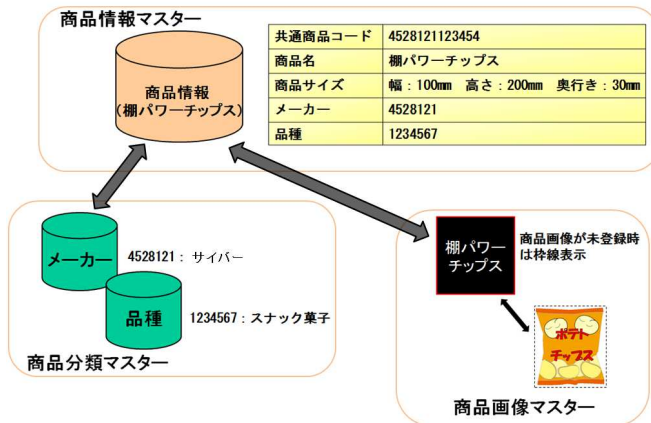 商品情報マスター
商品情報
(棚パワーチップス)
共通商品コード 4528121123454
商品名 棚パワーチップス
商品サイズ 幅：100mm 高さ：200mm 奥行き：30mm
メーカー 4528121
品種 1234567
メーカー
4528121： サイバー
品種
1234567：スナック菓子
商品分類マスター
棚パワー
チップス
商品画像が未登録時
は枠線表示
ポテト
チップス
商品画像マスター